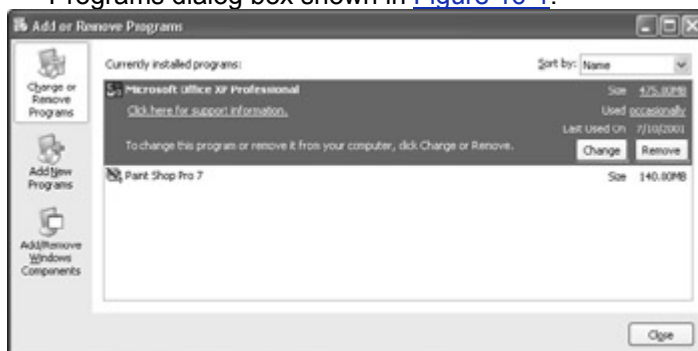 Programs dialog box shown in Figure 10-1.
Add or Remove Programs
Change or
Remove
Programs
Currently installed programs:
Sort by: Name
Microsoft Office XP Professional
Size 475.00MB
Click here for support information.
Used occasionally
Last Used On 7/10/2001
To change this program or remove it from your computer, click Change or Remove.
Change
Remove
Paint Shop Pro 7
Size 140.80MB
Add New
Programs
Add/Remove
Windows
Components
Close